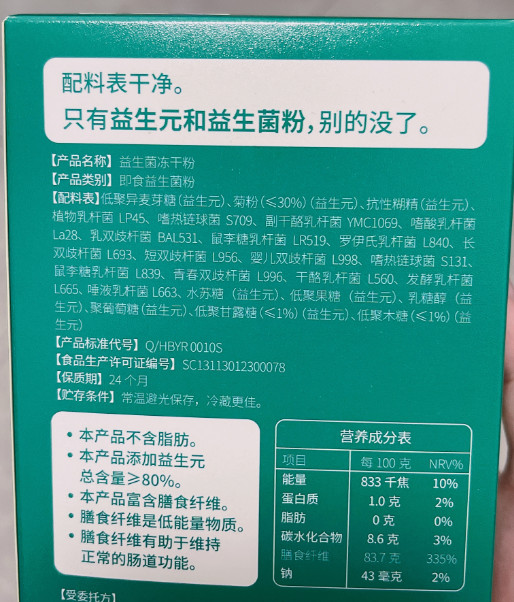 配料表干净。
只有益生元和益生菌粉，别的没了。
【产品名称】益生菌冻干粉
【产品类别】即食益生菌粉
【配料表】低聚异麦芽糖(益生元)、菊粉(≤30%)(益生元)、抗性糊精(益生元)、
植物乳杆菌 LP45、嗜热链球菌 S709、副干酪乳杆菌 YMC1069、嗜酸乳杆菌
La28、乳双歧杆菌 BAL531、鼠李糖乳杆菌 LR519、罗伊氏乳杆菌 L840、长
双歧杆菌 L693、短双歧杆菌 L956、婴儿双歧杆菌 L998、嗜热链球菌 S131、
鼠李糖乳杆菌 L839、青春双歧杆菌 L996、干酪乳杆菌 L560、发酵乳杆菌
L665、唾液乳杆菌 L663、水苏糖（益生元）、低聚果糖（益生元）、乳糖醇（益
生元）、聚葡萄糖(益生元)、低聚甘露糖(≤1%)(益生元)、低聚木糖(≤1%)(益
生元)
【产品标准代号】Q/HBYR 0010S
【食品生产许可证编号】SC13113012300078
【保质期】24 个月
【贮存条件】常温避光保存，冷藏更佳。
• 本产品不含脂肪。
• 本产品添加益生元
总含量≥80%。
• 本产品富含膳食纤维。
• 膳食纤维是低能量物质。
• 膳食纤维有助于维持
正常的肠道功能。
营养成分表
项目 每 100 克 NRV%
能量 833 千焦 10%
蛋白质 1.0 克 2%
脂肪 0 克 0%
碳水化合物 8.6 克 3%
膳食纤维 83.7 克 335%
钠 43 毫克 2%
【受委托方】